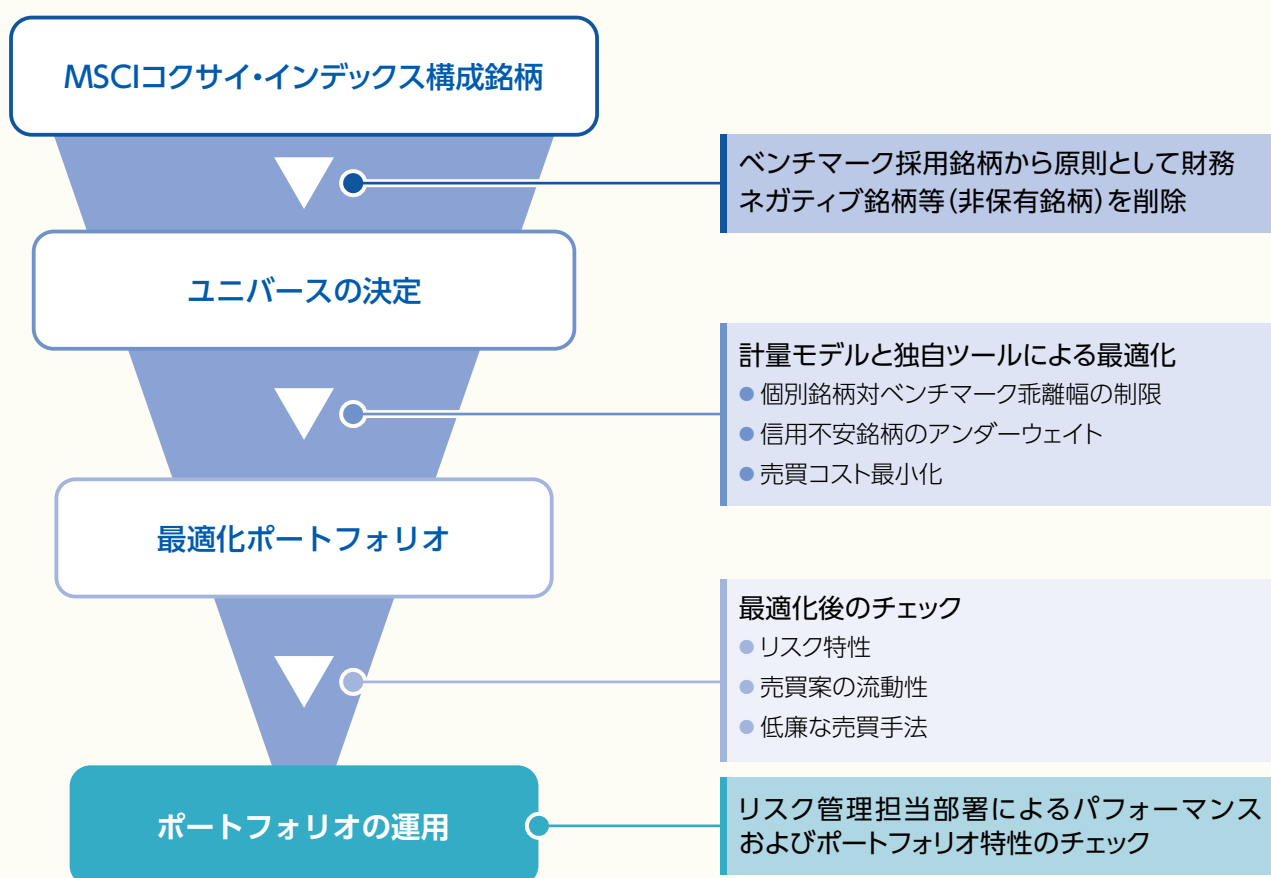 MSCIコクサイ・インデックス構成銘柄
ベンチマーク採用銘柄から原則として財務
ネガティブ銘柄等(非保有銘柄)を削除
ユニバースの決定
計量モデルと独自ツールによる最適化
● 個別銘柄対ベンチマーク乖離幅の制限
● 信用不安銘柄のアンダーウェイト
● 売買コスト最小化
最適化ポートフォリオ
最適化後のチェック
● リスク特性
● 売買案の流動性
● 低廉な売買手法
ポートフォリオの運用
リスク管理担当部署によるパフォーマンス
およびポートフォリオ特性のチェック